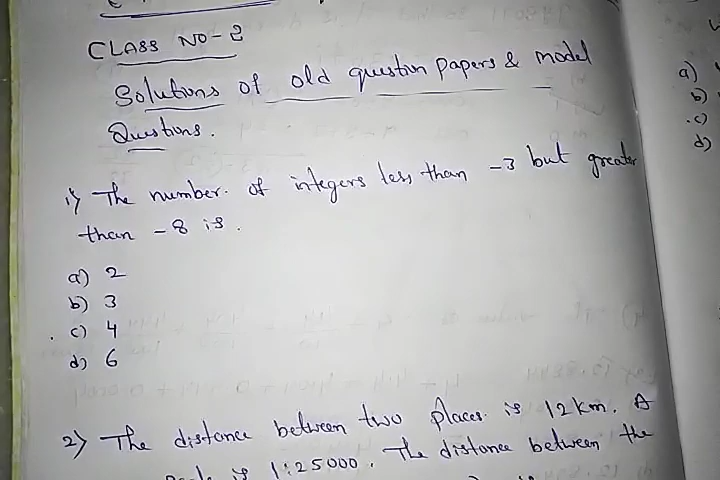 CLASS NO-2
Solutions of old question papers & model
Questions.
1) The number of integers less than -3 but greater
than -8 is.
a) 2
b) 3
c) 4
d) 6
2) The distance between two places is 12 km. A
is 1:25000. The distance between the
a)
b)
c)
d)